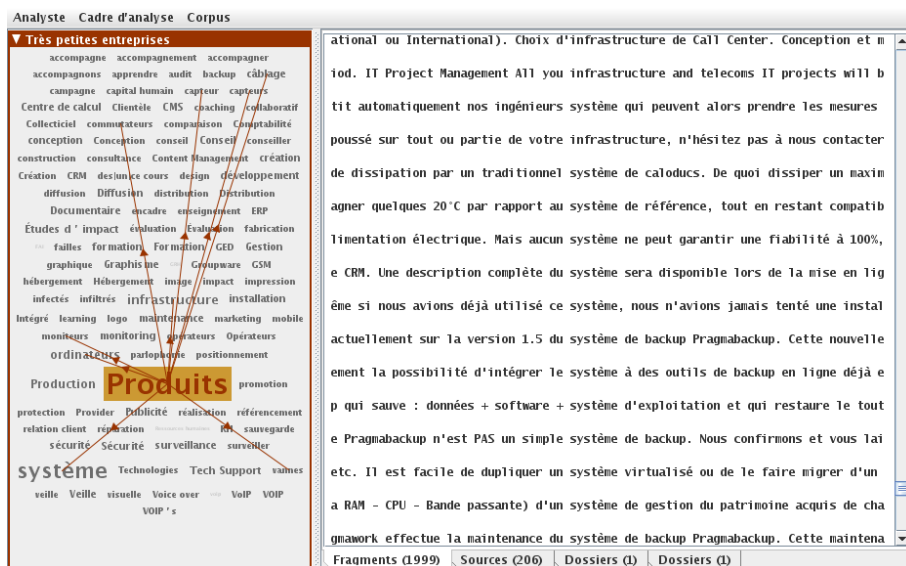 Analyste Cadre d'analyse Corpus
Très petites entreprises
accompagne accompagnement accompagner
accompagnons apprendre audit backup câblage
campagne capital humain capteur capteurs
Centre de calcul Clientèle CMS coaching collaboratif
Collecticiel commutateurs comparaison Comptabilité
conception Conception conseil Conseil conseiller
construction consultance Content Management création
Création CRM des|un|ce cours design développement
diffusion Diffusion distribution Distribution
Documentaire encadre enseignement ERP
Études d ' impact évaluation Évaluation fabrication
failles formation Formation GED Gestion
graphique Graphisme Groupware GSM
hébergement Hébergement image impact impression
infectés infiltrés infrastructure installation
Intégré learning logo maintenance marketing mobile
moniteurs monitoring opérateurs Opérateurs
ordinateurs parlophonie positionnement
Production Produits promotion
protection Provider Publicité réalisation référencement
relation client réparation RH sauvegarde
sécurité Sécurité surveillance surveiller
système Technologies Tech Support vannes
veille Veille visuelle Voice over VoIP VOIP
VOIP ' s
ational ou International). Choix d'infrastructure de Call Center. Conception et m
iod. IT Project Management All you infrastructure and telecoms IT projects will b
tit automatiquement nos ingénieurs système qui peuvent alors prendre les mesures
poussé sur tout ou partie de votre infrastructure, n'hésitez pas à nous contacter
de dissipation par un traditionnel système de caloducs. De quoi dissiper un maxim
agner quelques 20°C par rapport au système de référence, tout en restant compatib
limentation électrique. Mais aucun système ne peut garantir une fiabilité à 100%,
e CRM. Une description complète du système sera disponible lors de la mise en lig
ême si nous avions déjà utilisé ce système, nous n'avions jamais tenté une instal
actuellement sur la version 1.5 du système de backup Pragmabackup. Cette nouvelle
ement la possibilité d'intégrer le système à des outils de backup en ligne déjà e
p qui sauve : données + software + système d'exploitation et qui restaure le tout
e Pragmabackup n'est PAS un simple système de backup. Nous confirmons et vous lai
etc. Il est facile de dupliquer un système virtualisé ou de le faire migrer d'un
a RAM - CPU - Bande passante) d'un système de gestion du patrimoine acquis de cha
gmawork effectue la maintenance du système de backup Pragmabackup. Cette maintena
Fragments (1999) Sources (206) Dossiers (1) Dossiers (1)